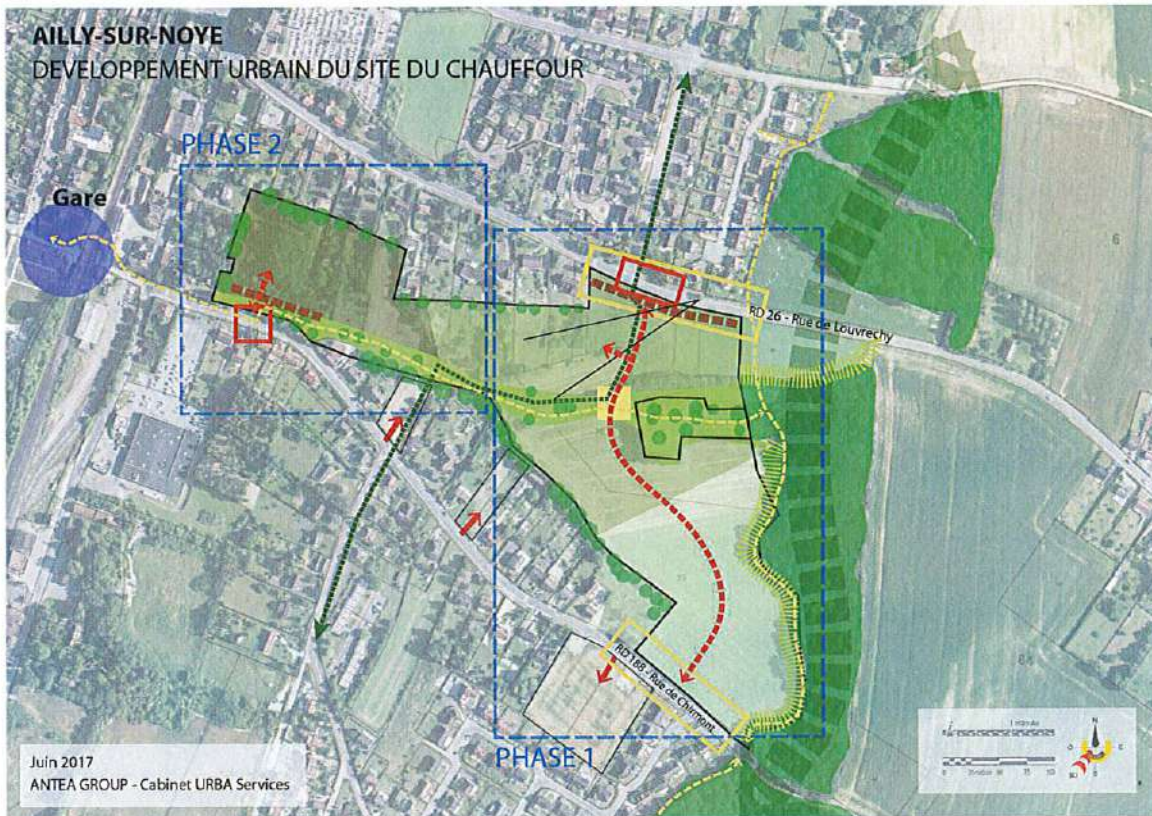 AILLY-SUR-NOYE
DEVELOPPEMENT URBAIN DU SITE DU CHAUFFOUR
PHASE 2
Gare
RD 26 - Rue de Louvrechy
RD 188 - Rue de Chirmont
PHASE 1
N
Juin 2017
ANTEA GROUP - Cabinet URBA Services